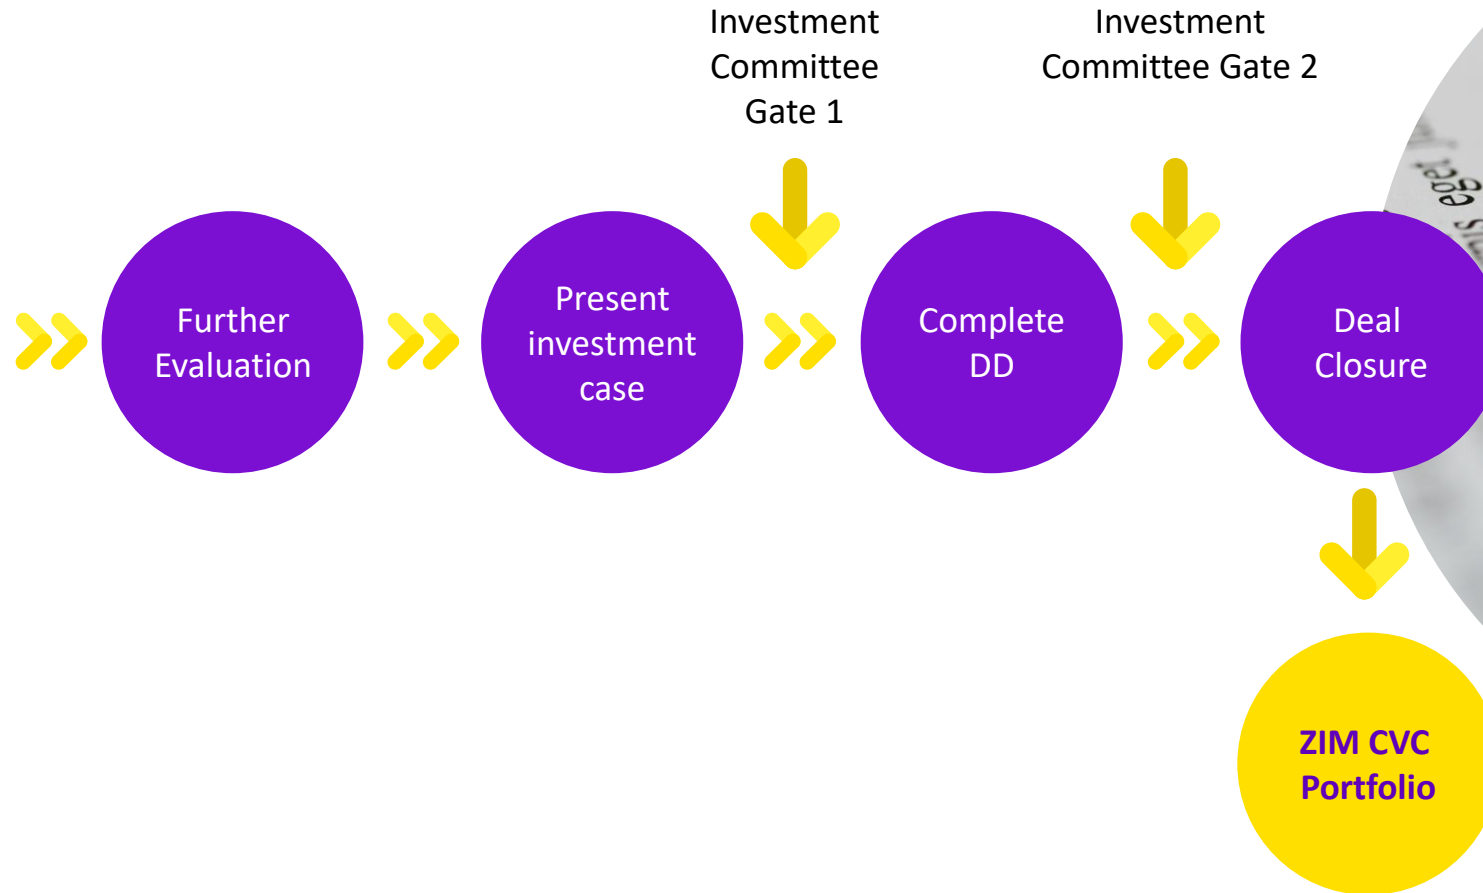 Investment
Committee
Gate 1
Investment
Committee Gate 2
eget
Further
Evaluation
Present
investment
case
Complete
DD
Deal
Closure
ZIM CVC
Portfolio